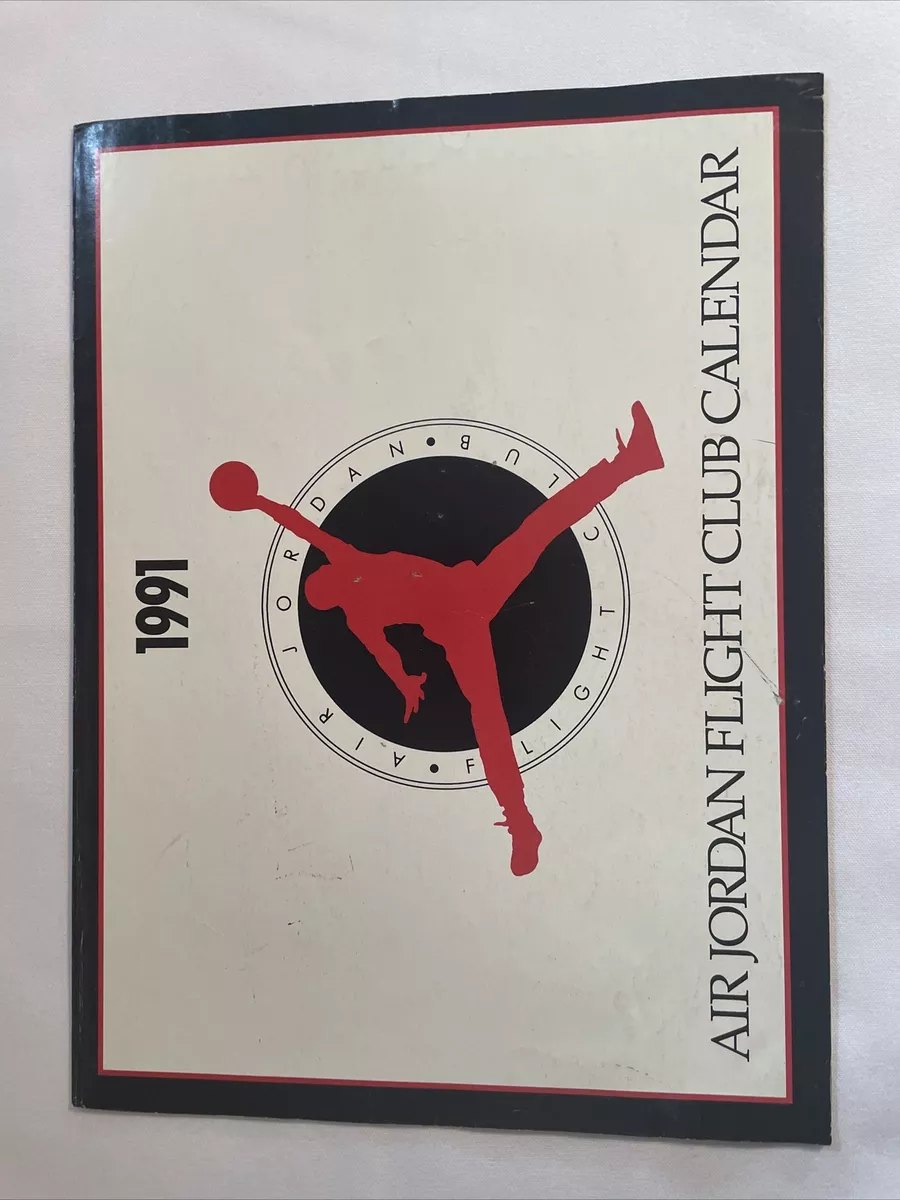 1991
AIR JORDAN
FLIGHT CLUB
AIR JORDAN FLIGHT CLUB CALENDAR